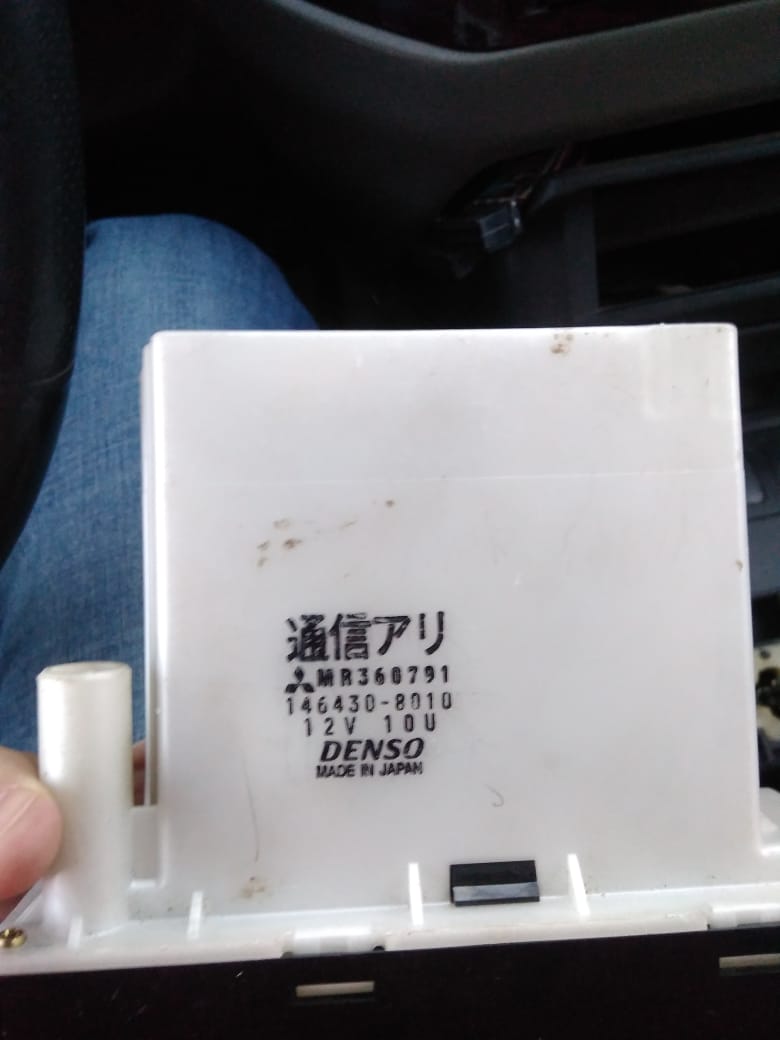 通信アリ
MR360791
146430-8010
12V 10U
DENSO
MADE IN JAPAN